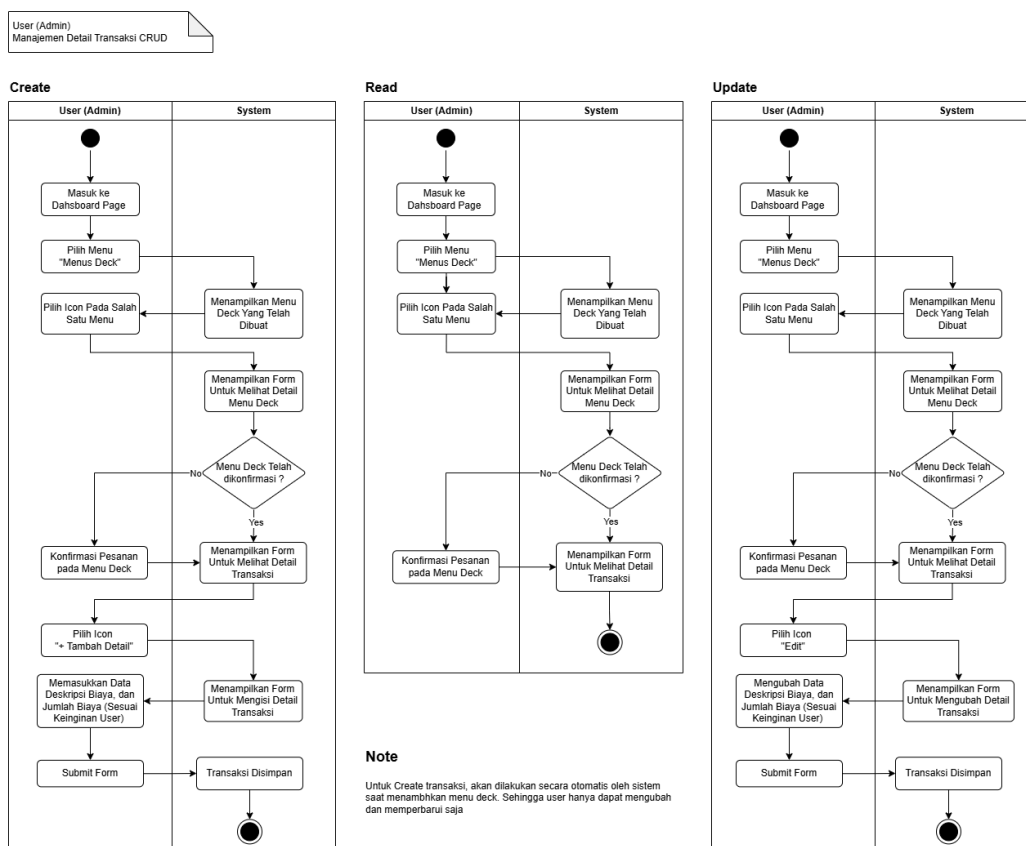 User (Admin)
Manajemen Detail Transaksi CRUD
Create
User (Admin)
System
Masuk ke
Dahsboard Page
Pilih Menu
"Menus Deck"
Menampilkan Menu
Deck Yang Telah
Dibuat
Pilih Icon Pada Salah
Satu Menu
Menampilkan Form
Untuk Melihat Detail
Menu Deck
Menu Deck Telah
dikonfirmasi ?
No
Yes
Konfirmasi Pesanan
pada Menu Deck
Menampilkan Form
Untuk Melihat Detail
Transaksi
Pilih Icon
"+ Tambah Detail"
Menampilkan Form
Untuk Mengisi Detail
Transaksi
Memasukkan Data
Deskripsi Biaya, dan
Jumlah Biaya (Sesuai
Keinginan User)
Submit Form
Transaksi Disimpan
Read
User (Admin)
System
Masuk ke
Dahsboard Page
Pilih Menu
"Menus Deck"
Menampilkan Menu
Deck Yang Telah
Dibuat
Pilih Icon Pada Salah
Satu Menu
Menampilkan Form
Untuk Melihat Detail
Menu Deck
Menu Deck Telah
dikonfirmasi ?
No
Yes
Konfirmasi Pesanan
pada Menu Deck
Menampilkan Form
Untuk Melihat Detail
Transaksi
Note
Untuk Create transaksi, akan dilakukan secara otomatis oleh sistem
saat menambhkan menu deck. Sehingga user hanya dapat mengubah
dan memperbarui saja
Update
User (Admin)
System
Masuk ke
Dahsboard Page
Pilih Menu
"Menus Deck"
Menampilkan Menu
Deck Yang Telah
Dibuat
Pilih Icon Pada Salah
Satu Menu
Menampilkan Form
Untuk Melihat Detail
Menu Deck
Menu Deck Telah
dikonfirmasi ?
No
Yes
Konfirmasi Pesanan
pada Menu Deck
Menampilkan Form
Untuk Melihat Detail
Transaksi
Pilih Icon
"Edit"
Menampilkan Form
Untuk Mengubah Detail
Transaksi
Mengubah Data
Deskripsi Biaya, dan
Jumlah Biaya (Sesuai
Keinginan User)
Submit Form
Transaksi Disimpan